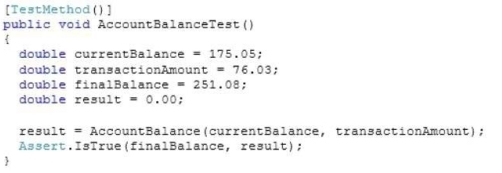 [TestMethod()]
public void AccountBalanceTest()
{
  double currentBalance = 175.05;
  double transactionAmount = 76.03;
  double finalBalance = 251.08;
  double result = 0.00;

  result = AccountBalance(currentBalance, transactionAmount);
  Assert.IsTrue(finalBalance, result);
}